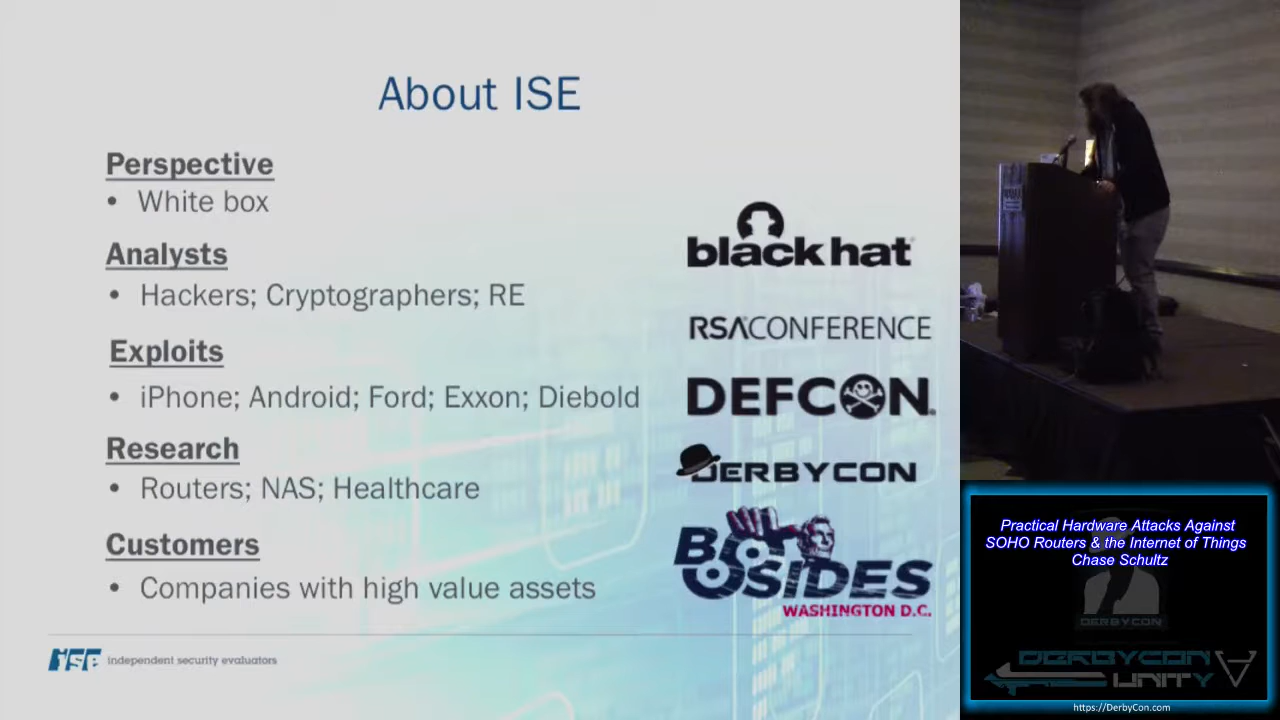 About ISE
Perspective
• White box
Analysts
• Hackers; Cryptographers; RE
Exploits
• iPhone; Android; Ford; Exxon; Diebold
Research
• Routers; NAS; Healthcare
Customers
• Companies with high value assets
black hat
RSACONFERENCE
DEFCON.
DERBYCON
BSIDES
WASHINGTON D.C.
ise independent security evaluators
Practical Hardware Attacks Against
SOHO Routers & the Internet of Things
Chase Schultz
DERBYCON
DERBYCON
UNITY
https://DerbyCon.com